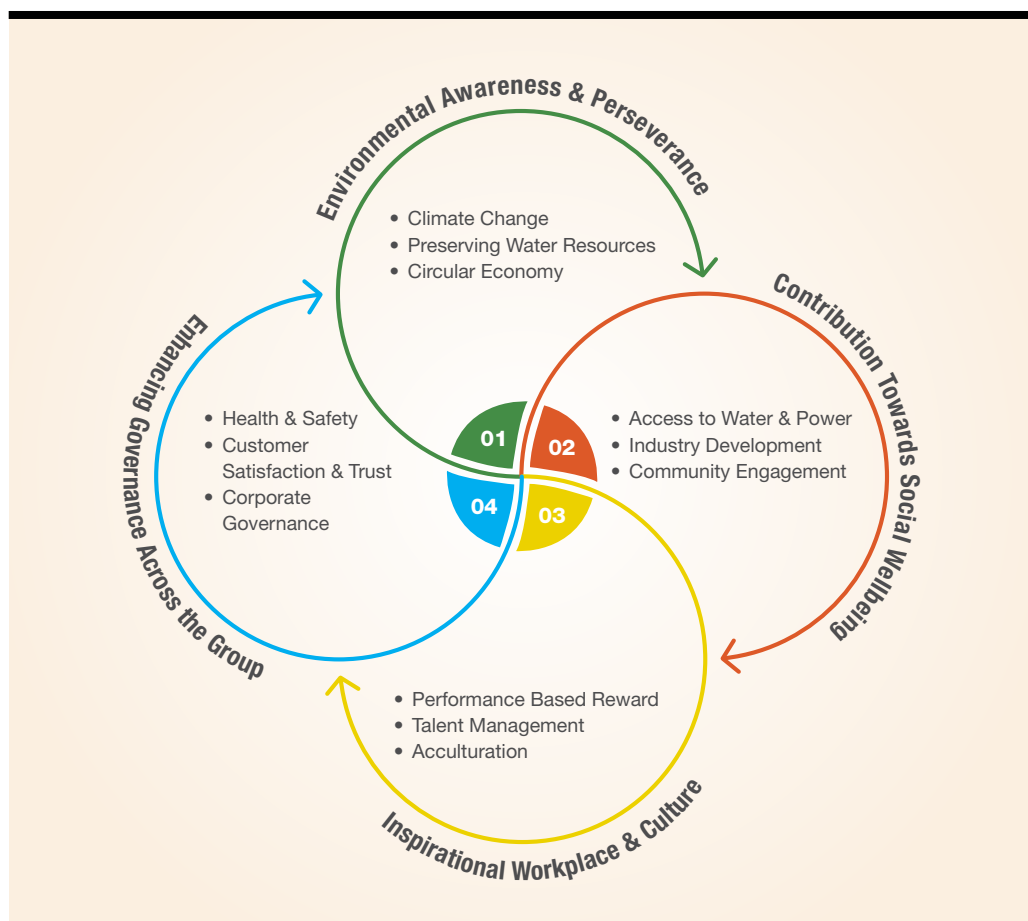 Environmental Awareness & Perseverance
• Climate Change
• Preserving Water Resources
• Circular Economy
01
Contribution Towards Social Wellbeing
02
• Access to Water & Power
• Industry Development
• Community Engagement
03
• Performance Based Reward
• Talent Management
• Acculturation
Inspirational Workplace & Culture
04
Enhancing Governance Across the Group
• Health & Safety
• Customer
Satisfaction & Trust
• Corporate
Governance